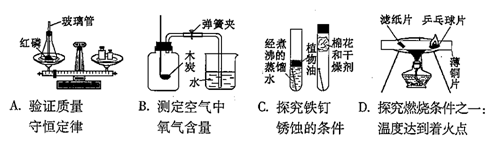 玻璃管
红磷
弹簧夹
木炭
水
经煮沸的蒸馏水
植物油
棉花和干燥剂
滤纸片
乒乓球片
薄铜片
A. 验证质量守恒定律
B. 测定空气中氧气含量
C. 探究铁钉锈蚀的条件
D. 探究燃烧条件之一:温度达到着火点